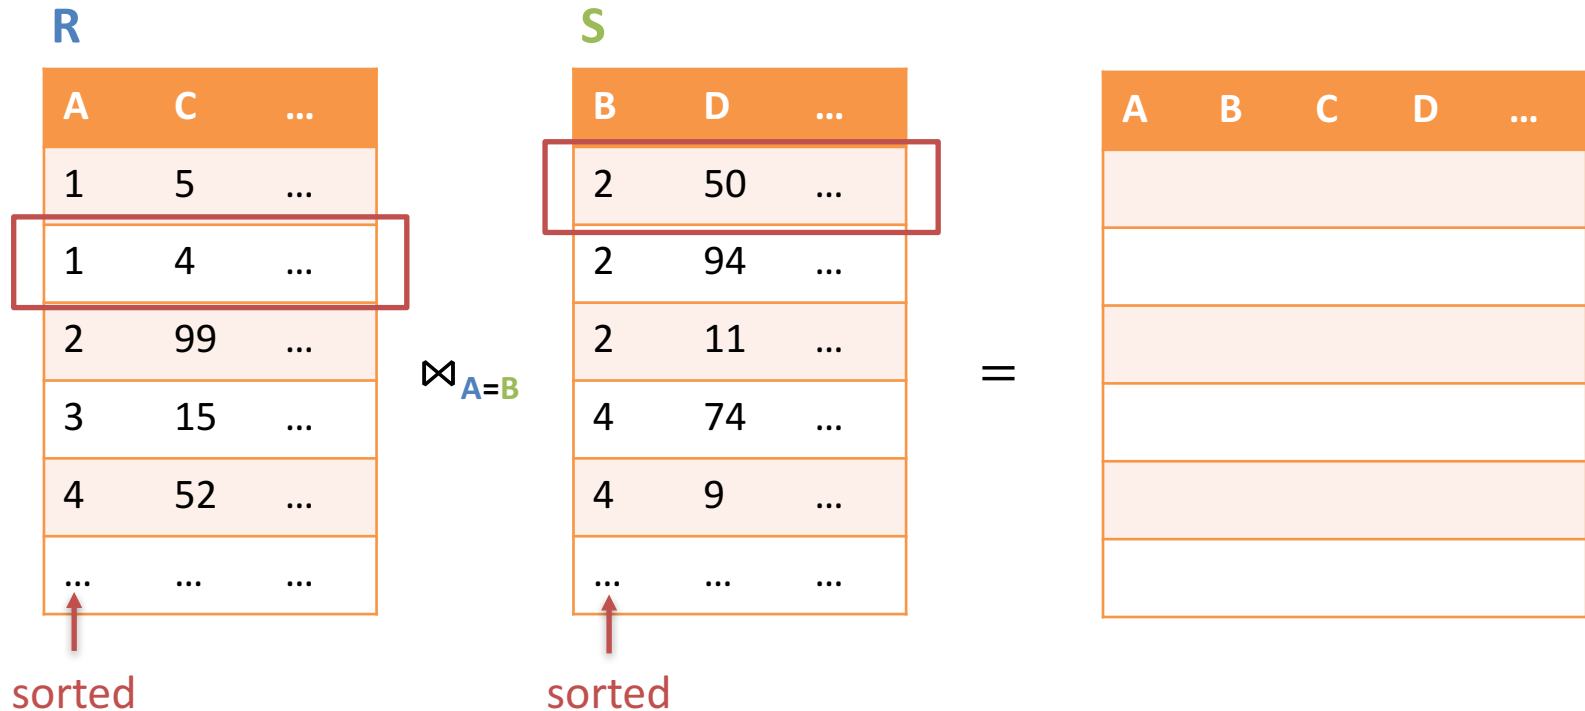 R
A C ...
1 5 ...
1 4 ...
2 99 ...
3 15 ...
4 52 ...
... ... ...
sorted
⋈ A=B
S
B D ...
2 50 ...
2 94 ...
2 11 ...
4 74 ...
4 9 ...
... ... ...
sorted
=
A B C D ...